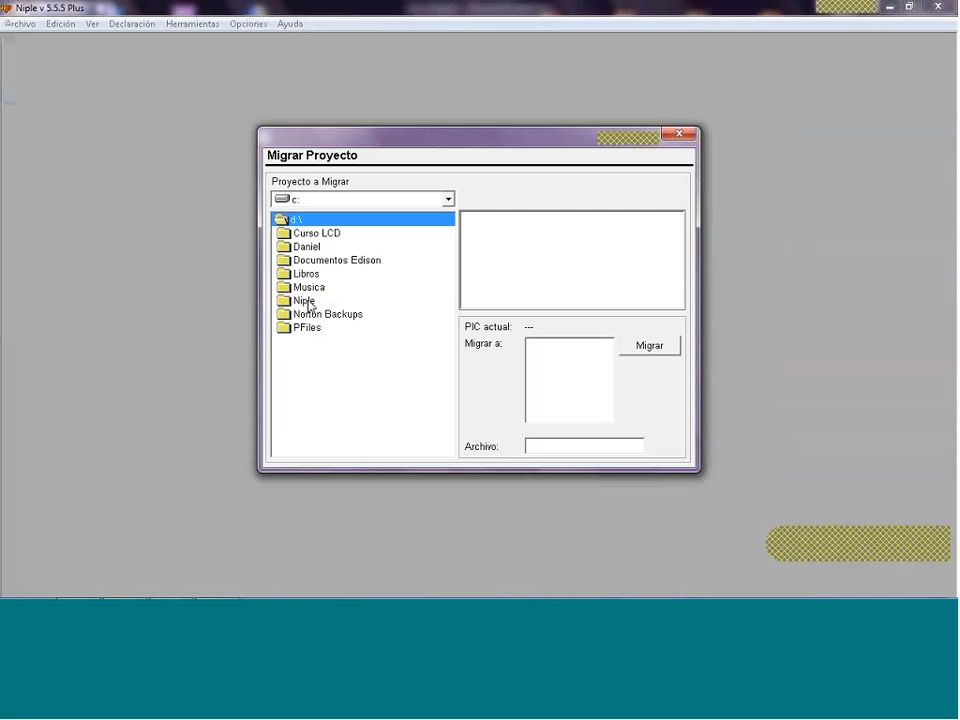 Niple v 5.5.5 Plus
Archivo Edición Ver Declaración Herramientas Opciones Ayuda
Migrar Proyecto
Proyecto a Migrar
c:
d:\
Curso LCD
Daniel
Documentos Edison
Libros
Musica
Niple
Norton Backups
PFiles
PIC actual: ---
Migrar a:
Migrar
Archivo: